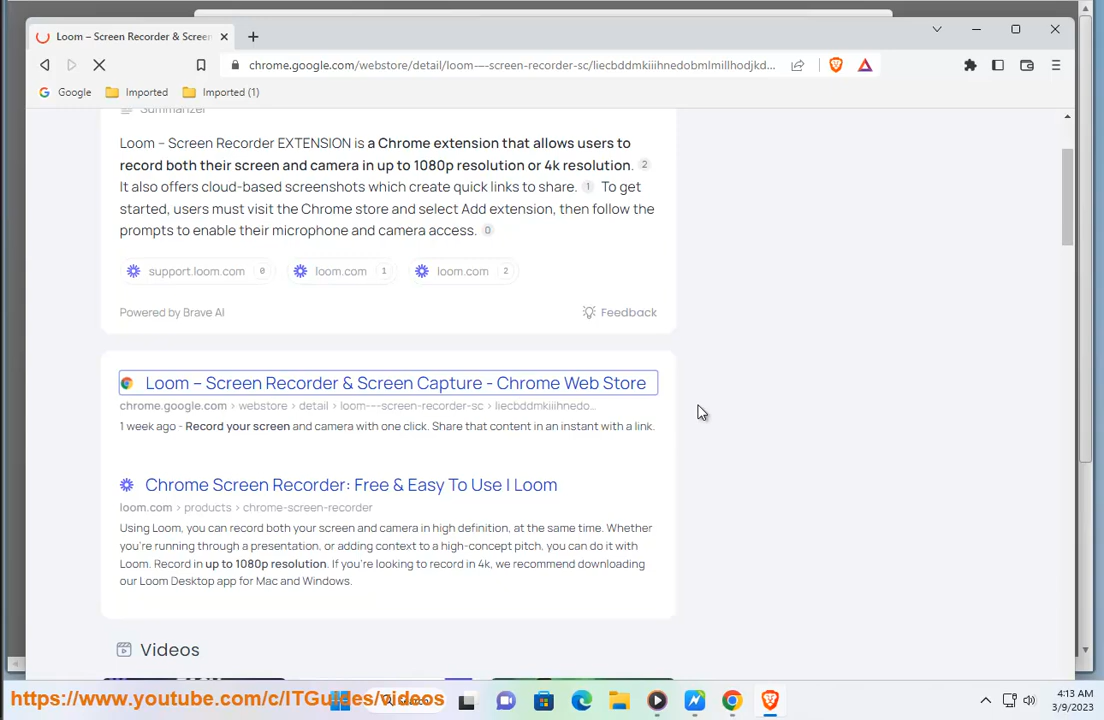 Loom – Screen Recorder & Screen
chrome.google.com/webstore/detail/loom-–-screen-recorder-sc/liecbddmkiiihnedobmlmillhodjkd...
Google Imported Imported (1)
Summarizer
Loom – Screen Recorder EXTENSION is a Chrome extension that allows users to
record both their screen and camera in up to 1080p resolution or 4k resolution. 2
It also offers cloud-based screenshots which create quick links to share. 1 To get
started, users must visit the Chrome store and select Add extension, then follow the
prompts to enable their microphone and camera access. 0
support.loom.com 0 loom.com 1 loom.com 2
Powered by Brave AI Feedback
Loom – Screen Recorder & Screen Capture - Chrome Web Store
chrome.google.com › webstore › detail › loom-–-screen-recorder-sc › liecbddmkiiihnedo...
1 week ago - Record your screen and camera with one click. Share that content in an instant with a link.
Chrome Screen Recorder: Free & Easy To Use | Loom
loom.com › products › chrome-screen-recorder
Using Loom, you can record both your screen and camera in high definition, at the same time. Whether
you're running through a presentation, or adding context to a high-concept pitch, you can do it with
Loom. Record in up to 1080p resolution. If you're looking to record in 4k, we recommend downloading
our Loom Desktop app for Mac and Windows.
Videos
https://www.youtube.com/c/ITGuides/videos
4:13 AM
3/9/2023